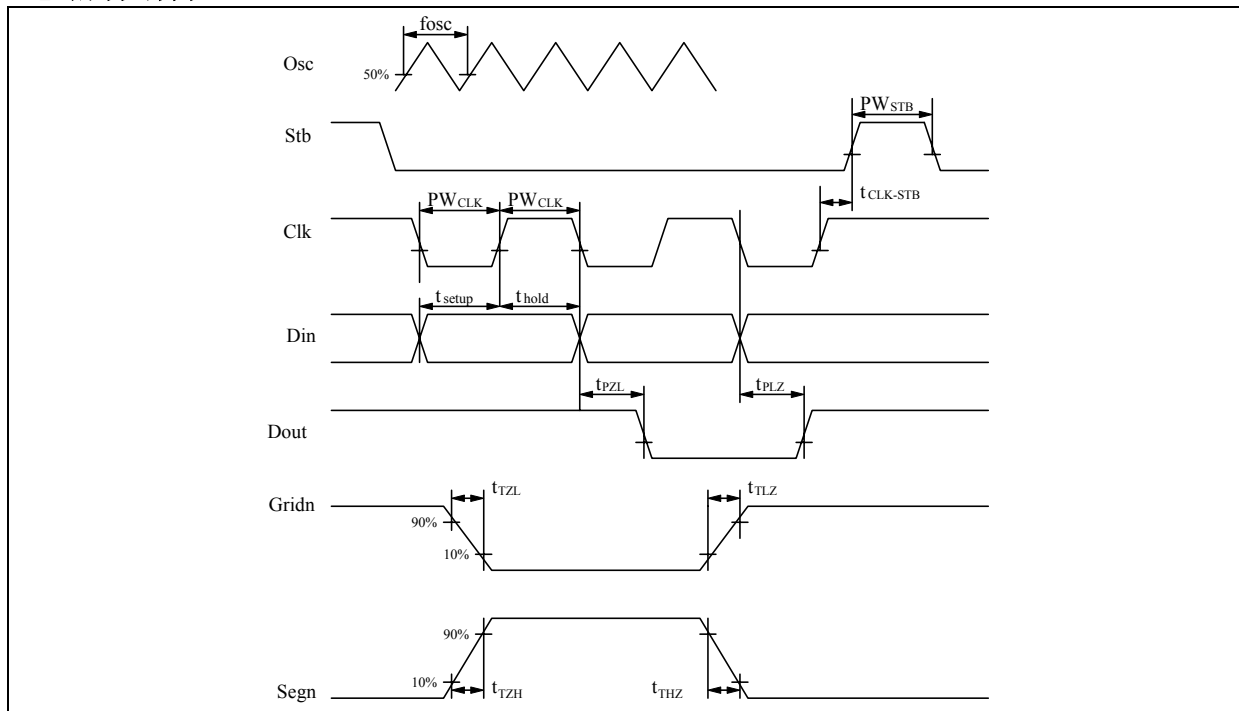 fosc
Osc
50%
PWSTB
Stb
tCLK-STB
PWCLK PWCLK
Clk
tsetup thold
Din
tPZL tPLZ
Dout
tTZL tTLZ
Gridn
90%
10%
90%
10%
tTZH tTHZ
Segn